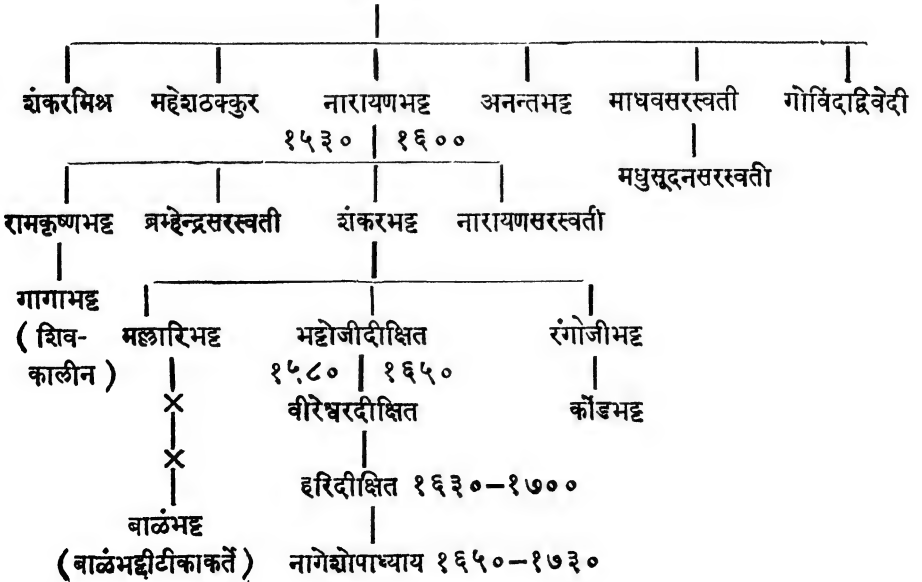 शंकरमिश्र महेशठक्कुर नारायणभट्ट अनन्तभट्ट माधवसरस्वती गोविंदाद्विवेदी
१५३० १६००
मधुसूदनसरस्वती
रामकृष्णभट्ट ब्रम्हेन्द्रसरस्वती शंकरभट्ट नारायणसरस्वती
गागाभट्ट
( शिव- मल्लारिभट्ट भट्टोजीदीक्षित रंगोजीभट्ट
कालीन ) १५८० १६५०
वीरेश्वरदीक्षित कोंडभट्ट
हरिदीक्षित १६३०–१७००
बाळंभट्ट
(बाळंभट्टीटीकाकर्ते) नागेशोपाध्याय १६५०–१७३०